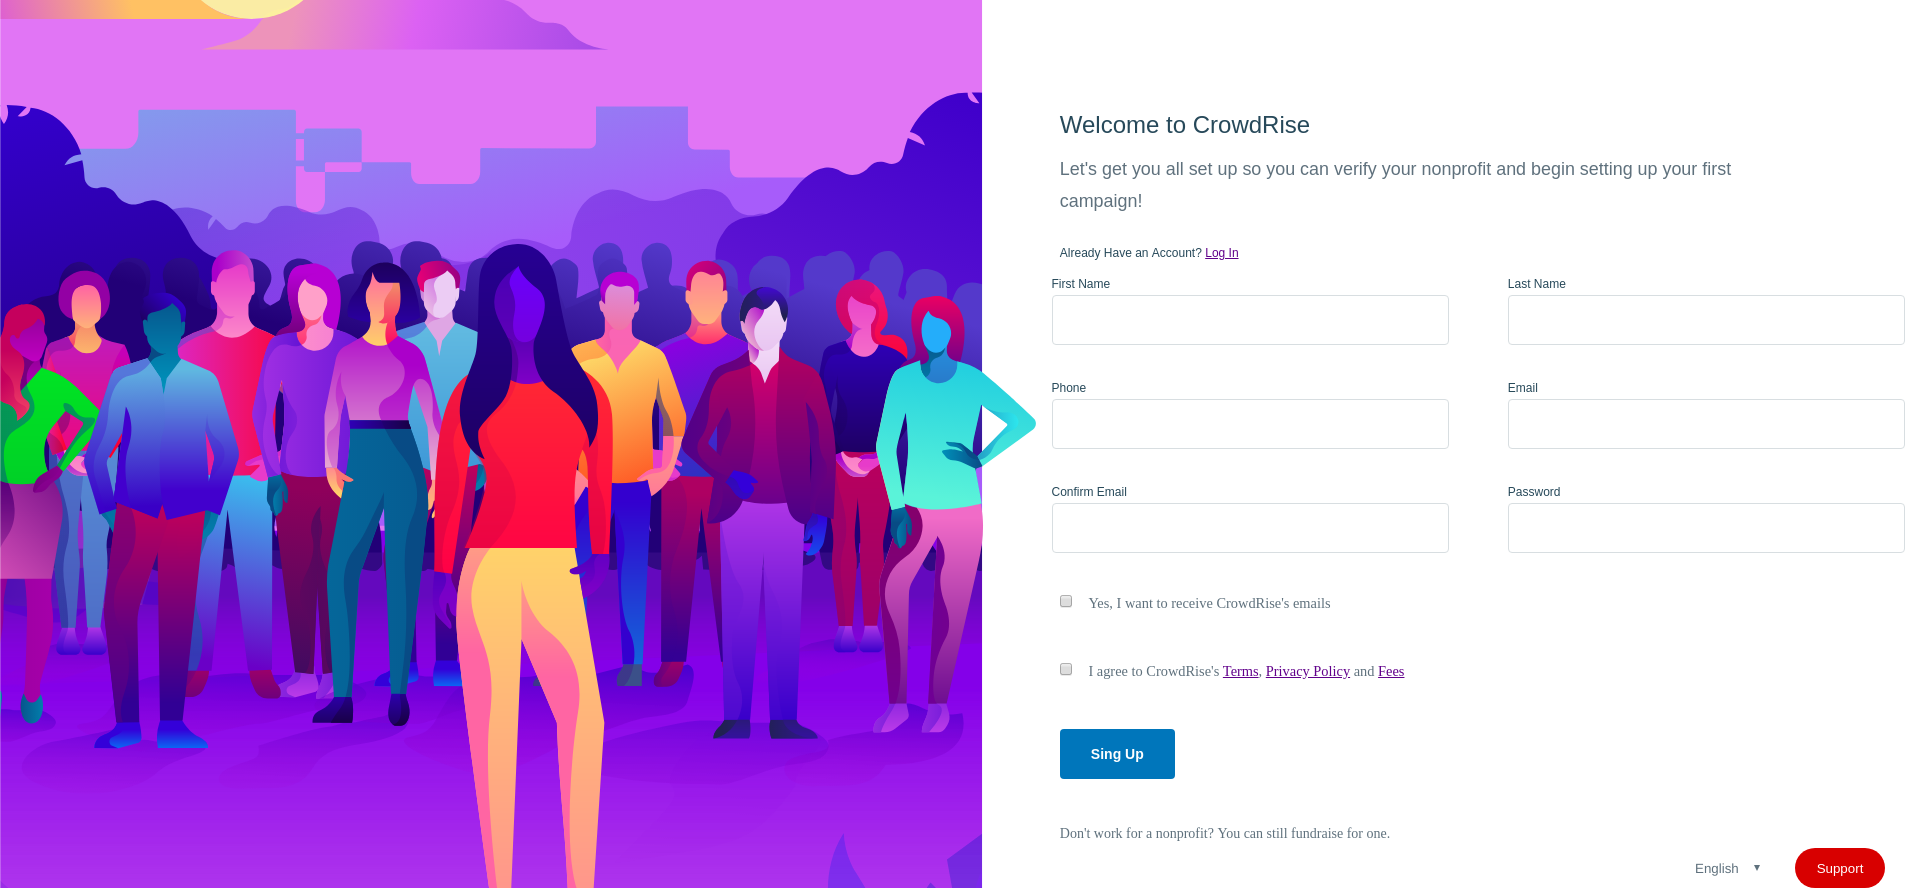 Welcome to CrowdRise
Let's get you all set up so you can verify your nonprofit and begin setting up your first
campaign!
Already Have an Account? Log In
First Name
Last Name
Phone
Email
Confirm Email
Password
Yes, I want to receive CrowdRise's emails
I agree to CrowdRise's Terms, Privacy Policy and Fees
Sing Up
Don't work for a nonprofit? You can still fundraise for one.
English
Support